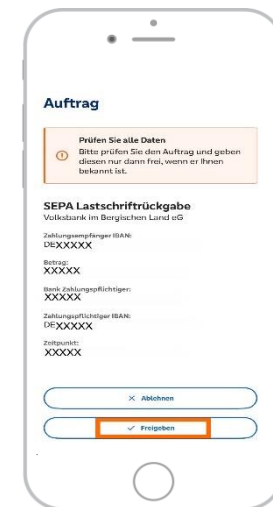 Auftrag
Prüfen Sie alle Daten
Bitte prüfen Sie den Auftrag und geben
diesen nur dann frei, wenn er Ihnen
bekannt ist.
SEPA Lastschriftrückgabe
Volksbank im Bergischen Land eG
Zahlungsempfänger IBAN:
DEXXXXX
Betrag:
XXXXX
Bank Zahlungspflichtiger:
XXXXX
Zahlungspflichtiger IBAN:
DEXXXXX
Zeitpunkt:
XXXXX
Ablehnen
Freigeben